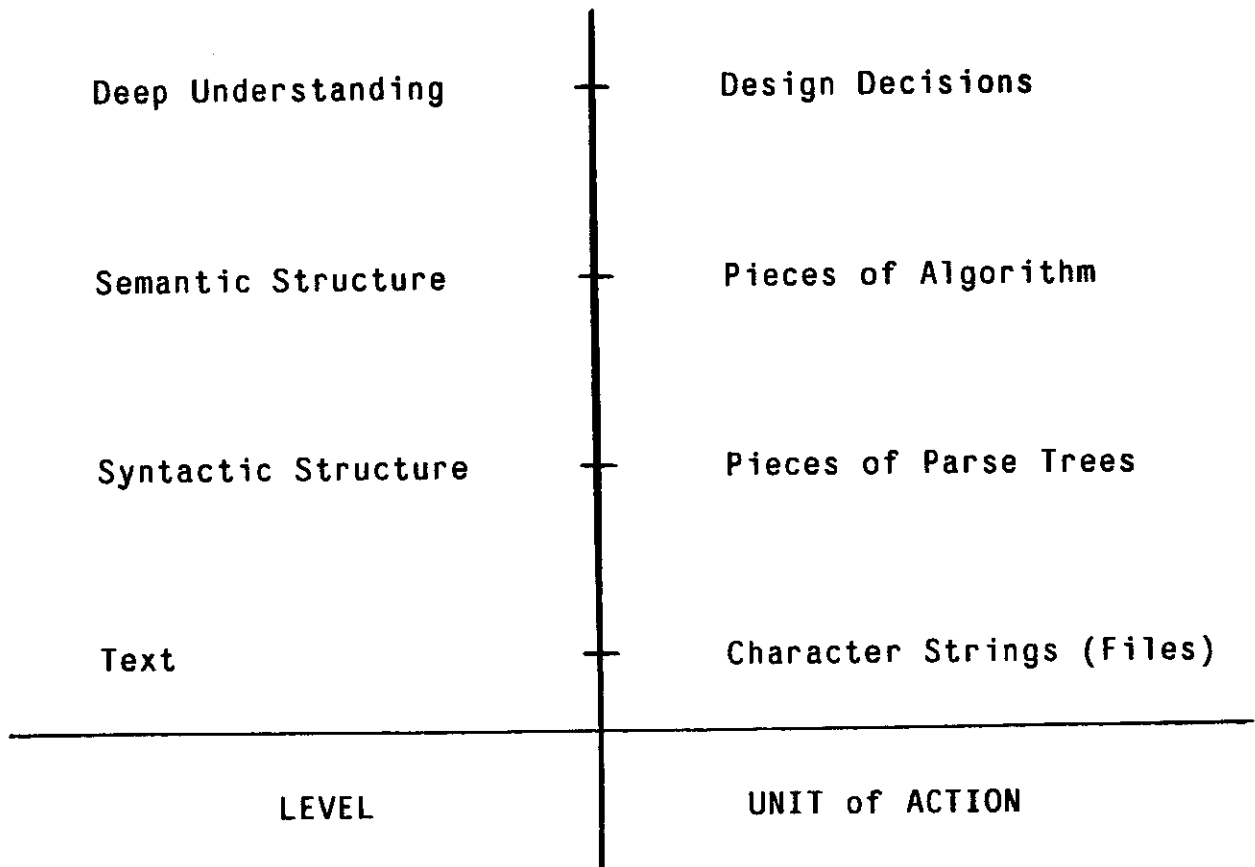 Deep Understanding Design Decisions
Semantic Structure Pieces of Algorithm
Syntactic Structure Pieces of Parse Trees
Text Character Strings (Files)
LEVEL UNIT of ACTION